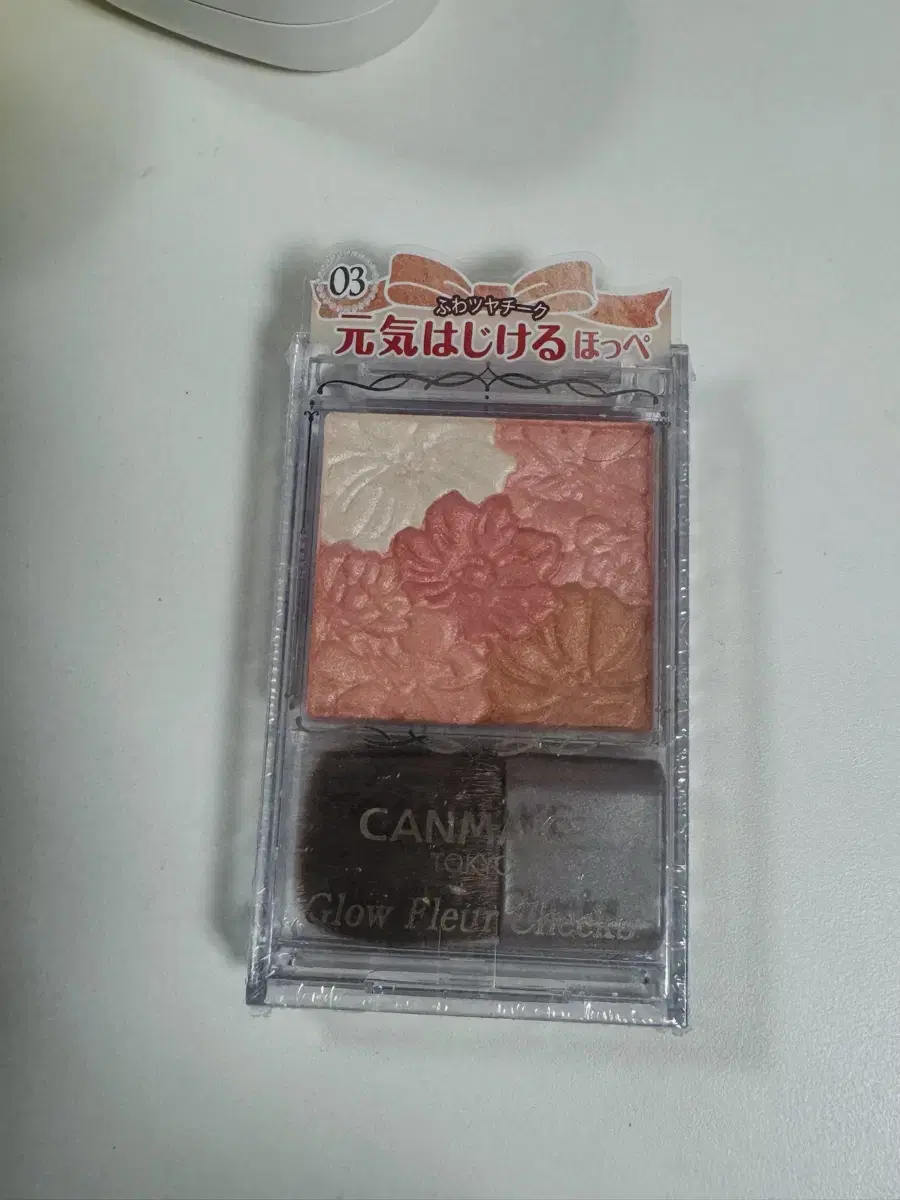 03
ふわツヤチーク
元気はじけるほっぺ
CANMAKE
TOKYO
Glow Fleur Cheeks